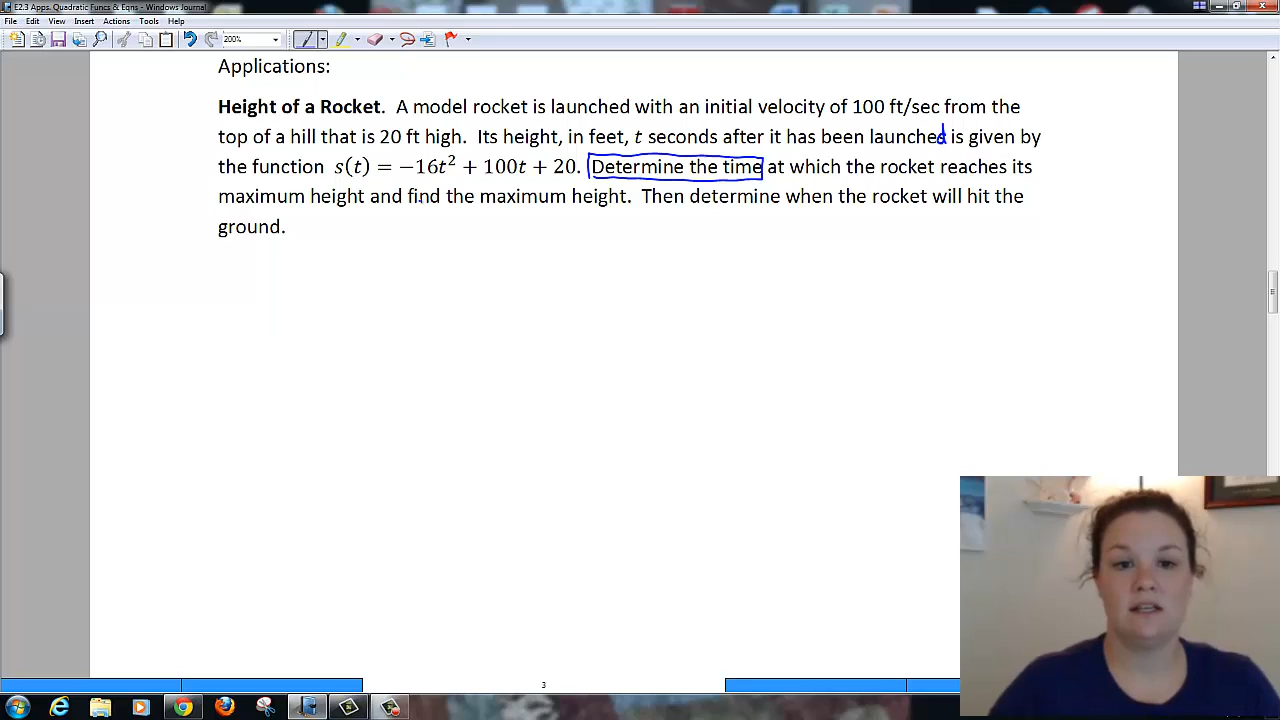 E2.3 Apps. Quadratic Funcs & Eqns - Windows Journal
File Edit View Insert Actions Tools Help
200%
Applications:
Height of a Rocket. A model rocket is launched with an initial velocity of 100 ft/sec from the
top of a hill that is 20 ft high. Its height, in feet, t seconds after it has been launched is given by
the function s(t) = −16t² + 100t + 20. Determine the time at which the rocket reaches its
maximum height and find the maximum height. Then determine when the rocket will hit the
ground.
3